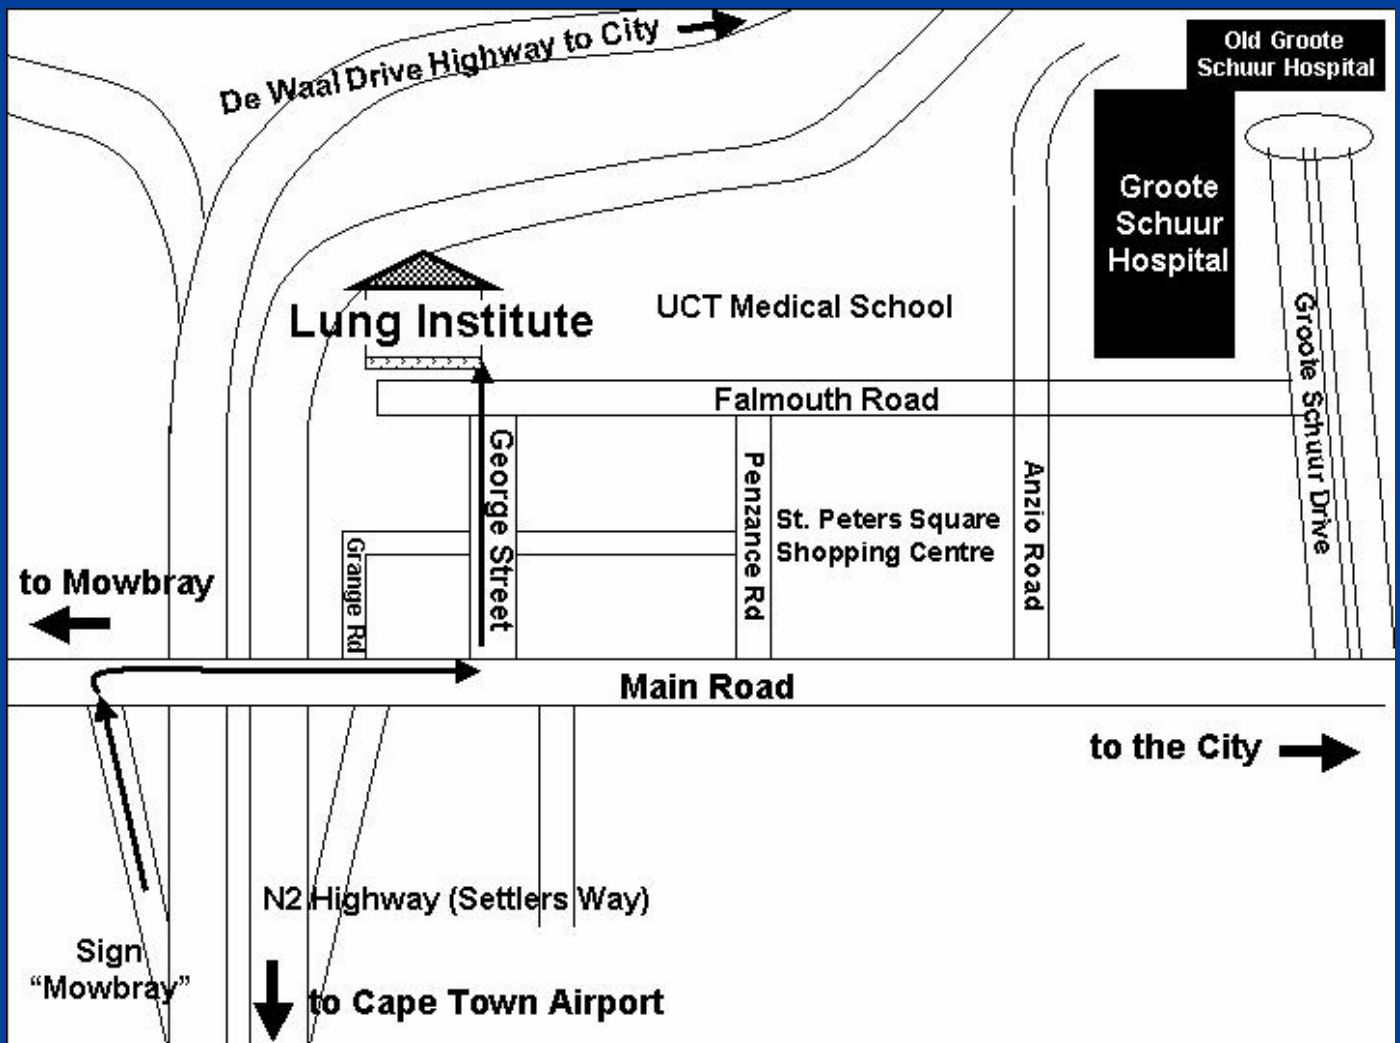 De Waal Drive Highway to City
Old Groote
Schuur Hospital
Groote
Schuur
Hospital
Lung Institute
UCT Medical School
Groote Schuur Drive
Falmouth Road
George Street
Penzance Rd
St. Peters Square
Shopping Centre
Anzio Road
Grange Rd
to Mowbray
Main Road
to the City
N2 Highway (Settlers Way)
Sign
“Mowbray”
to Cape Town Airport